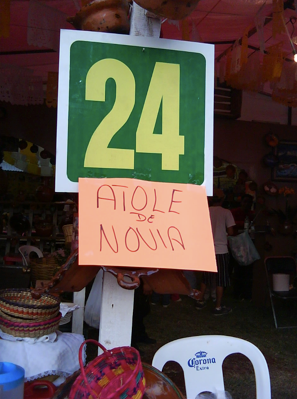 24
ATOLE
DE
NOVIA
Corona
Extra